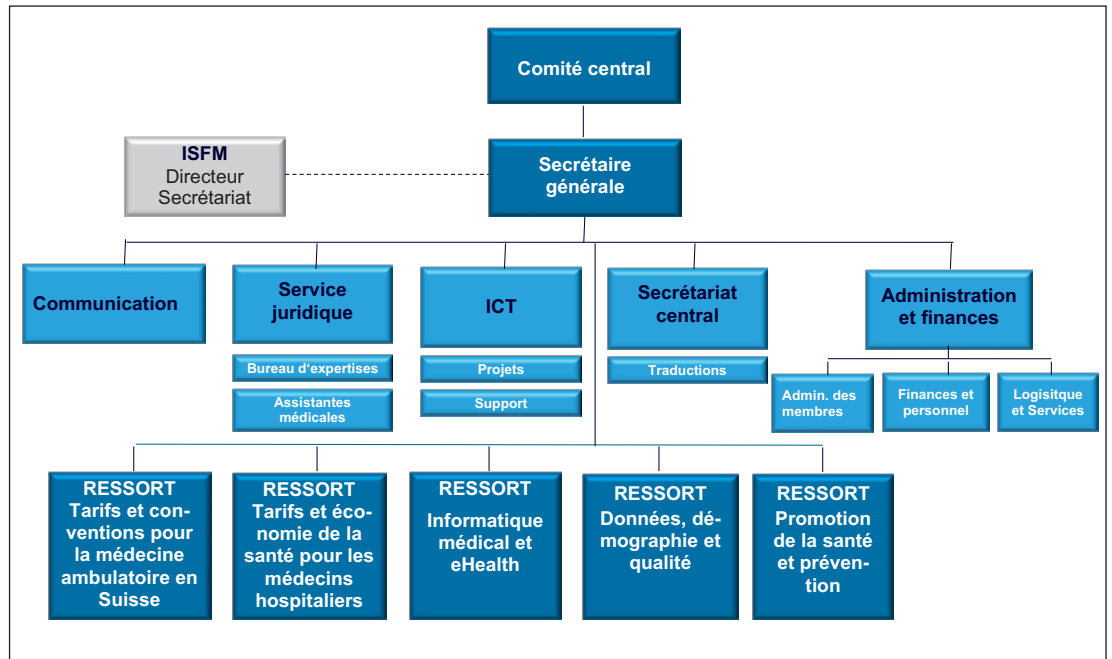 Comité central
ISFM
Directeur
Secrétariat
Secrétaire
générale
Communication
Service
juridique
ICT
Secrétariat
central
Administration
et finances
Bureau d'expertises
Assistantes
médicales
Projets
Support
Traductions
Admin. des
membres
Finances et
personnel
Logisitque
et Services
RESSORT
Tarifs et con-
ventions pour
la médecine
ambulatoire en
Suisse
RESSORT
Tarifs et éco-
nomie de la
santé pour les
médecins
hospitaliers
RESSORT
Informatique
médical et
eHealth
RESSORT
Données, dé-
mographie et
qualité
RESSORT
Promotion
de la santé
et préven-
tion